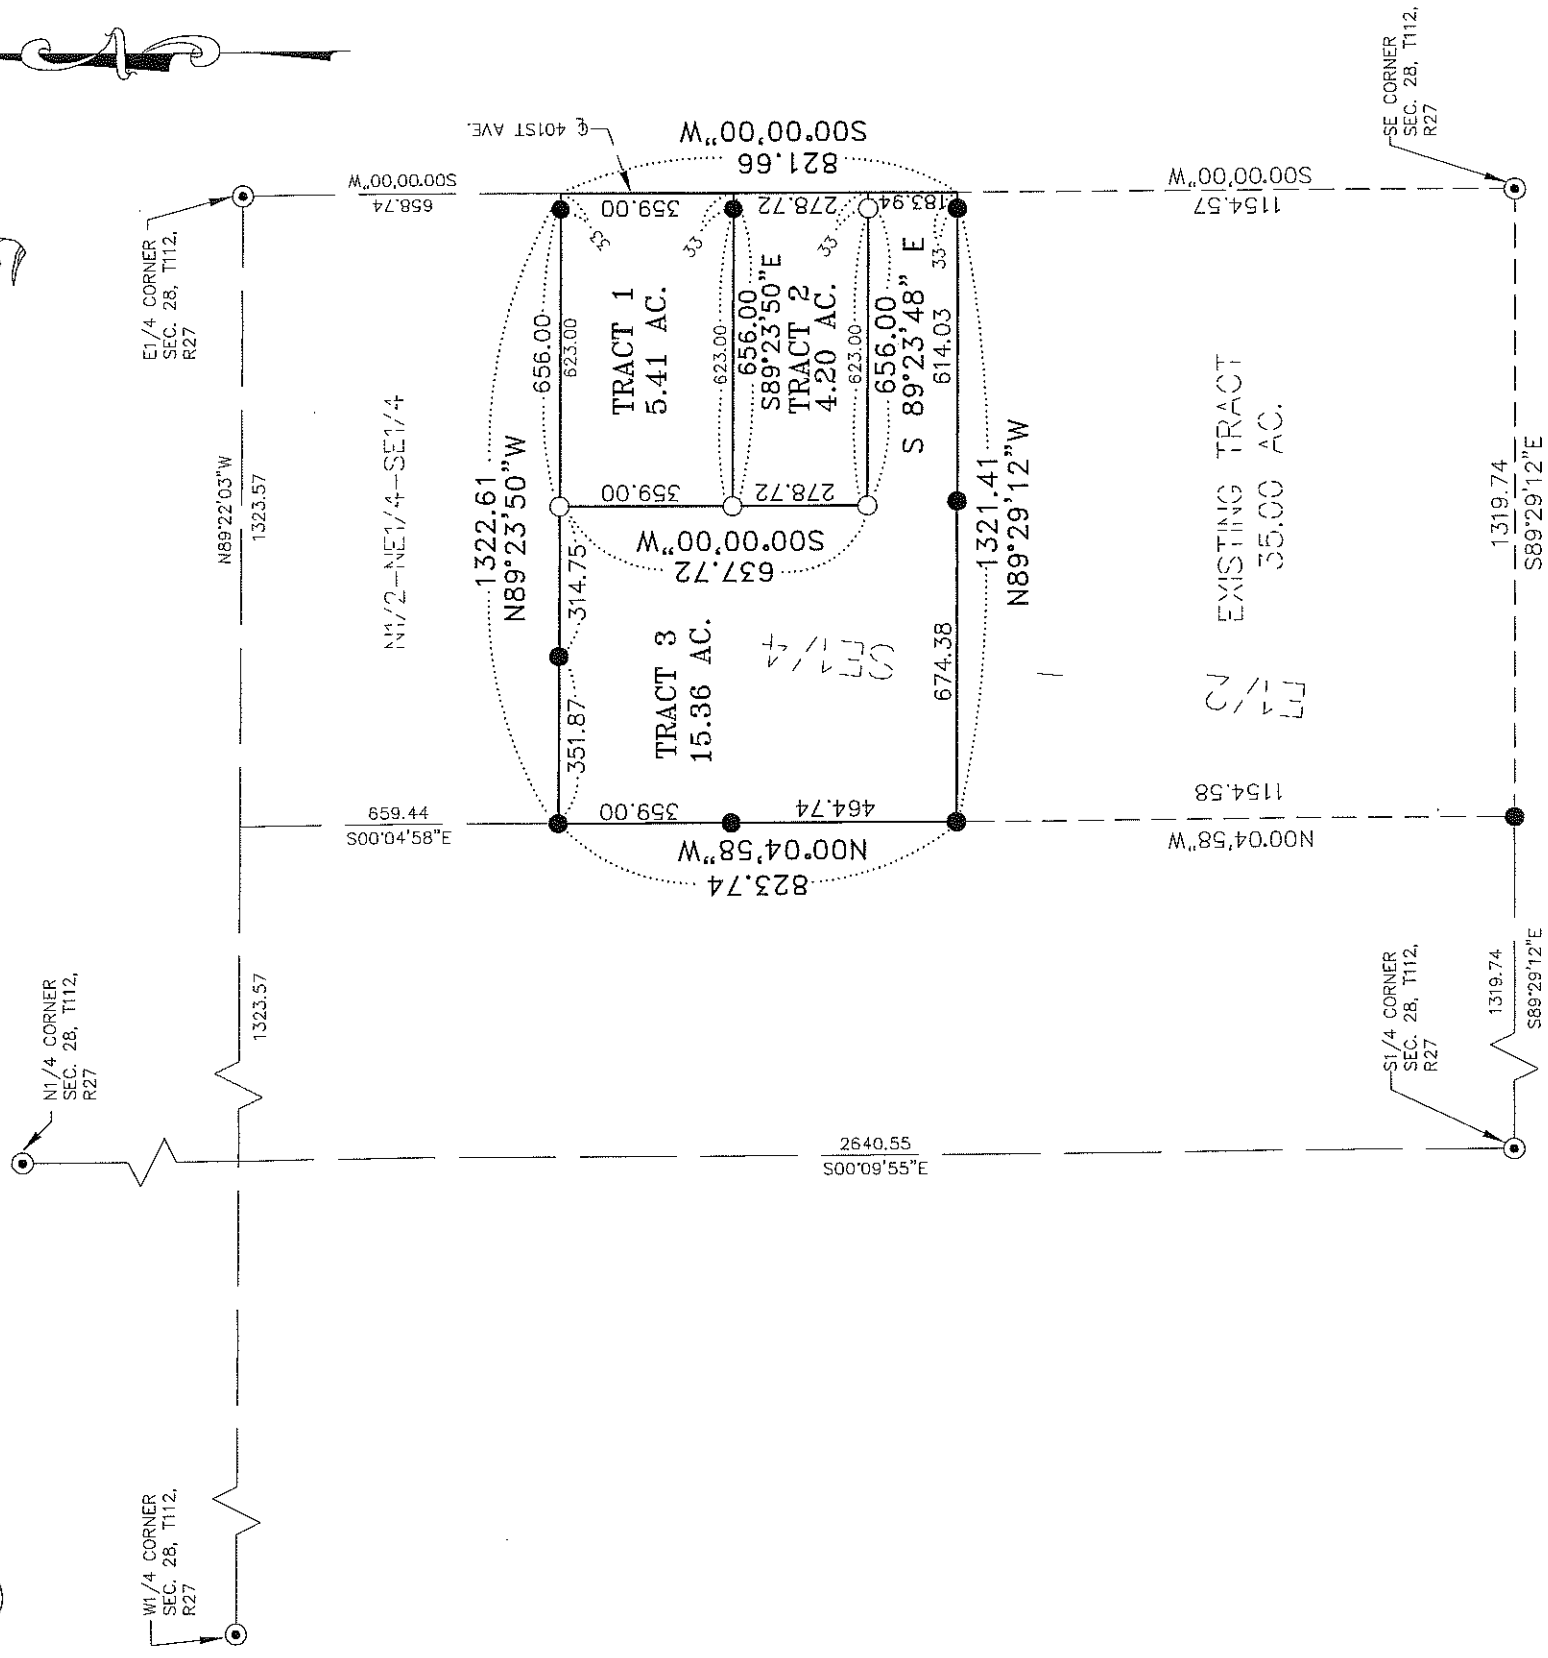 N1/4 CORNER
SEC. 28, T112,
R27
W1/4 CORNER
SEC. 28, T112,
R27
E1/4 CORNER
SEC. 28, T112,
R27
S1/4 CORNER
SEC. 28, T112,
R27
SE CORNER
SEC. 28, T112,
R27
1323.57
N89°22'03"W
1323.57
2640.55
S00°09'55"E
659.44
S00°04'58"E
658.74
S00°00'00"W
N1/2-NE1/4-SE1/4
℄ 401ST AVE.
1322.61
N89°23'50"W
656.00
623.00
33
351.87
314.75
TRACT 1
5.41 AC.
359.00
359.00
359.00
821.66
S00°00'00"W
623.00
656.00
S89°23'50"E
33
TRACT 2
4.20 AC.
278.72
278.72
637.72
S00°00'00"W
623.00
656.00
S 89°23'48" E
33
183.94
33
TRACT 3
15.36 AC.
464.74
N00°04'58"W
823.74
SE1/4
674.38
614.03
1321.41
N89°29'12"W
E1/2
EXISTING TRACT
35.00 AC.
1154.58
N00°04'58"W
1154.57
S00°00'00"W
1319.74
S89°29'12"E
1319.74
S89°29'12"E